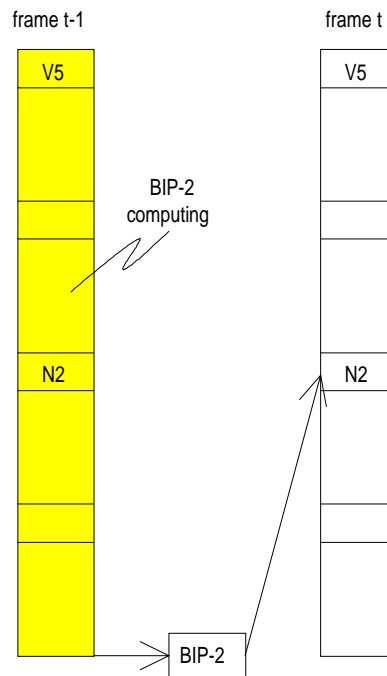 frame t-1
frame t
V5
V5
BIP-2
computing
N2
N2
BIP-2